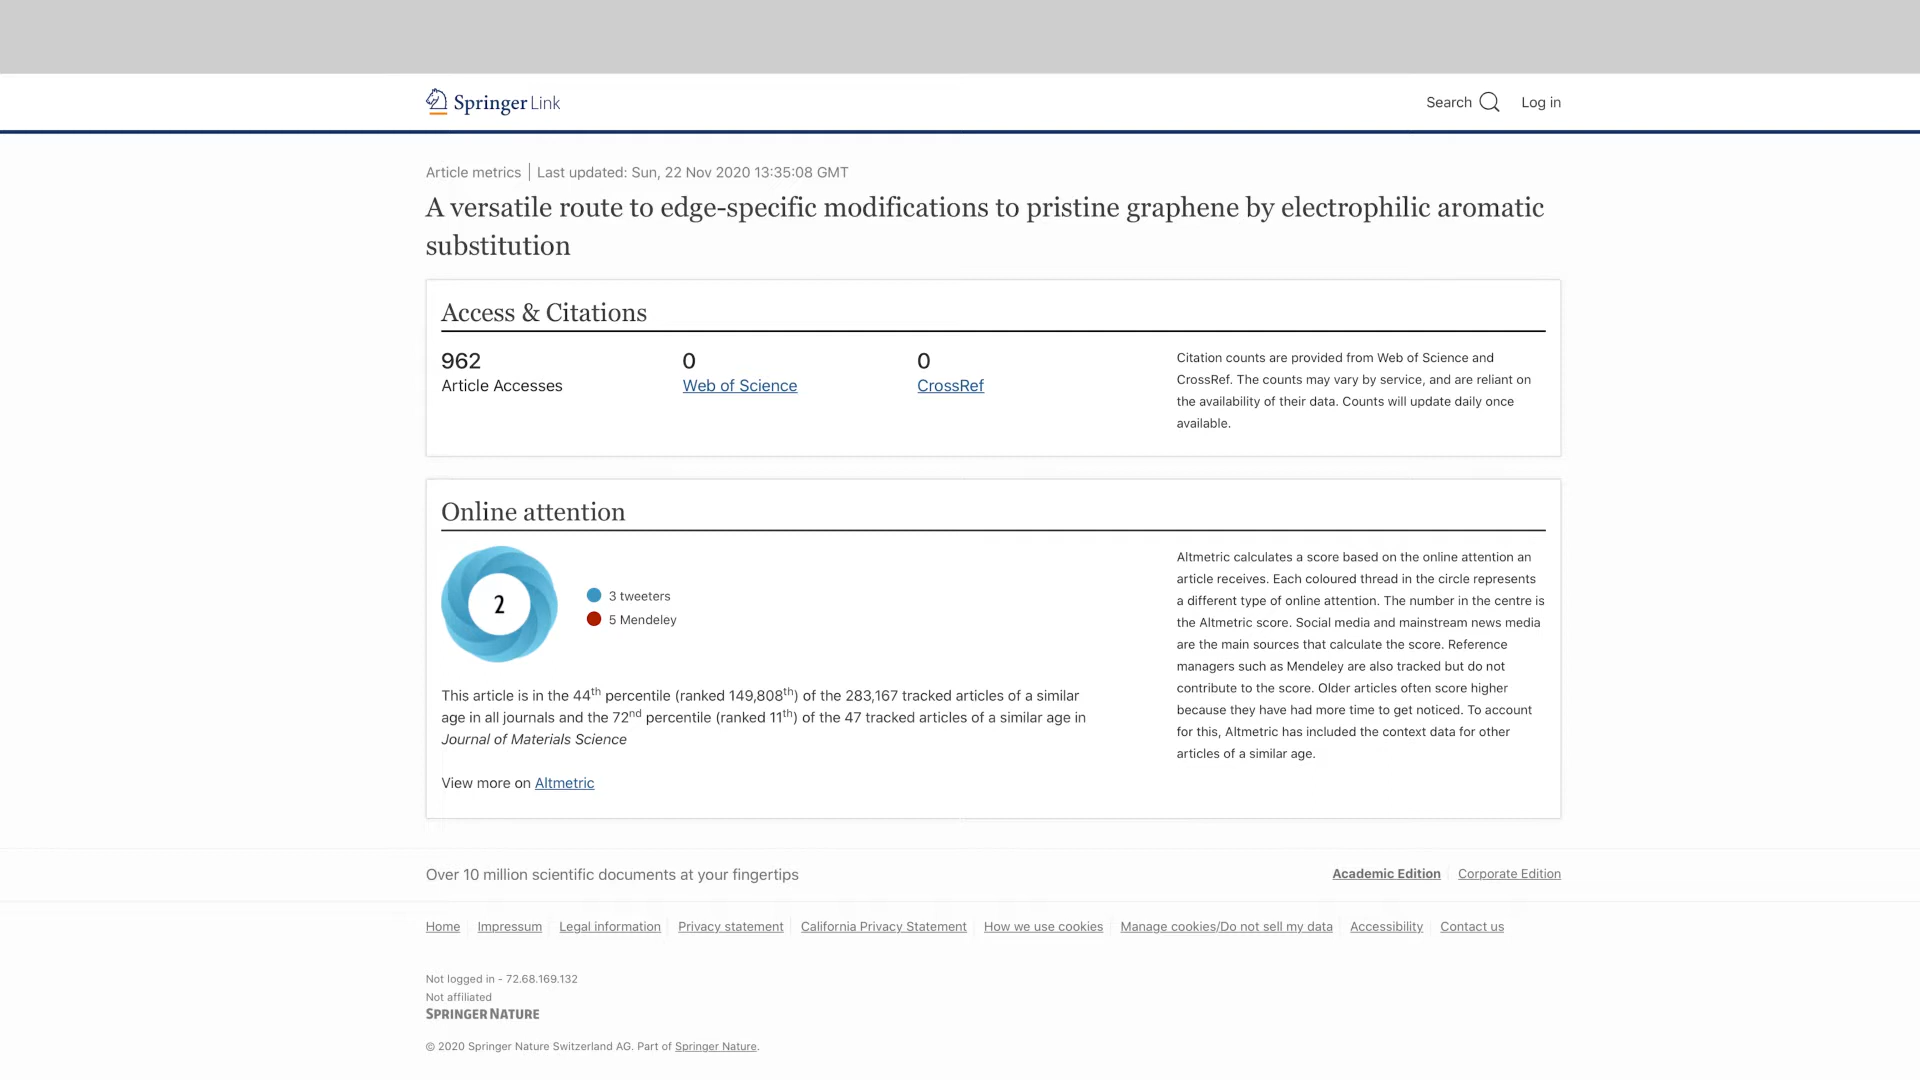 Springer Link
Search
Log in
Article metrics | Last updated: Sun, 22 Nov 2020 13:35:08 GMT
A versatile route to edge-specific modifications to pristine graphene by electrophilic aromatic
substitution
Access & Citations
962
Article Accesses
0
Web of Science
0
CrossRef
Citation counts are provided from Web of Science and
CrossRef. The counts may vary by service, and are reliant on
the availability of their data. Counts will update daily once
available.
Online attention
2
3 tweeters
5 Mendeley
This article is in the 44th percentile (ranked 149,808th) of the 283,167 tracked articles of a similar
age in all journals and the 72nd percentile (ranked 11th) of the 47 tracked articles of a similar age in
Journal of Materials Science
View more on Altmetric
Altmetric calculates a score based on the online attention an
article receives. Each coloured thread in the circle represents
a different type of online attention. The number in the centre is
the Altmetric score. Social media and mainstream news media
are the main sources that calculate the score. Reference
managers such as Mendeley are also tracked but do not
contribute to the score. Older articles often score higher
because they have had more time to get noticed. To account
for this, Altmetric has included the context data for other
articles of a similar age.
Over 10 million scientific documents at your fingertips
Academic Edition
Corporate Edition
Home
Impressum
Legal information
Privacy statement
California Privacy Statement
How we use cookies
Manage cookies/Do not sell my data
Accessibility
Contact us
Not logged in - 72.68.169.132
Not affiliated
SPRINGER NATURE
© 2020 Springer Nature Switzerland AG. Part of Springer Nature.